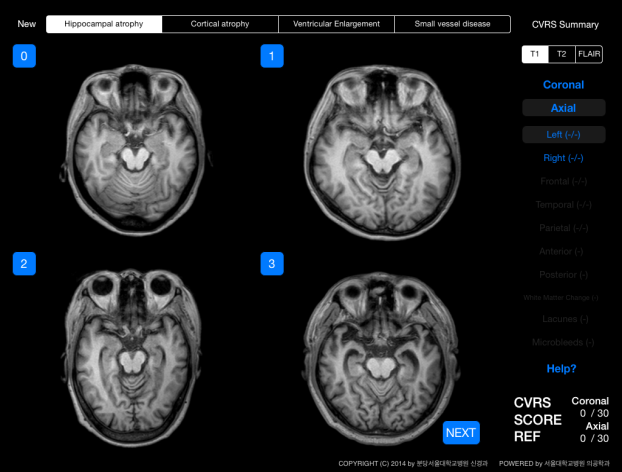 New Hippocampal atrophy Cortical atrophy Ventricular Enlargement Small vessel disease CVRS Summary
0 1
T1 T2 FLAIR
Coronal
Axial
Left (-/-)
Right (-/-)
Frontal (-/-)
Temporal (-/-)
Parietal (-/-)
Anterior (-)
Posterior (-)
2 3
White Matter Change (-)
Lacunes (-)
Microbleeds (-)
Help?
CVRS SCORE REF
Coronal
0 / 30
Axial
0 / 30
NEXT
COPYRIGHT (C) 2014 by 분당서울대학교병원 신경과 POWERED by 서울대학교병원 의공학과